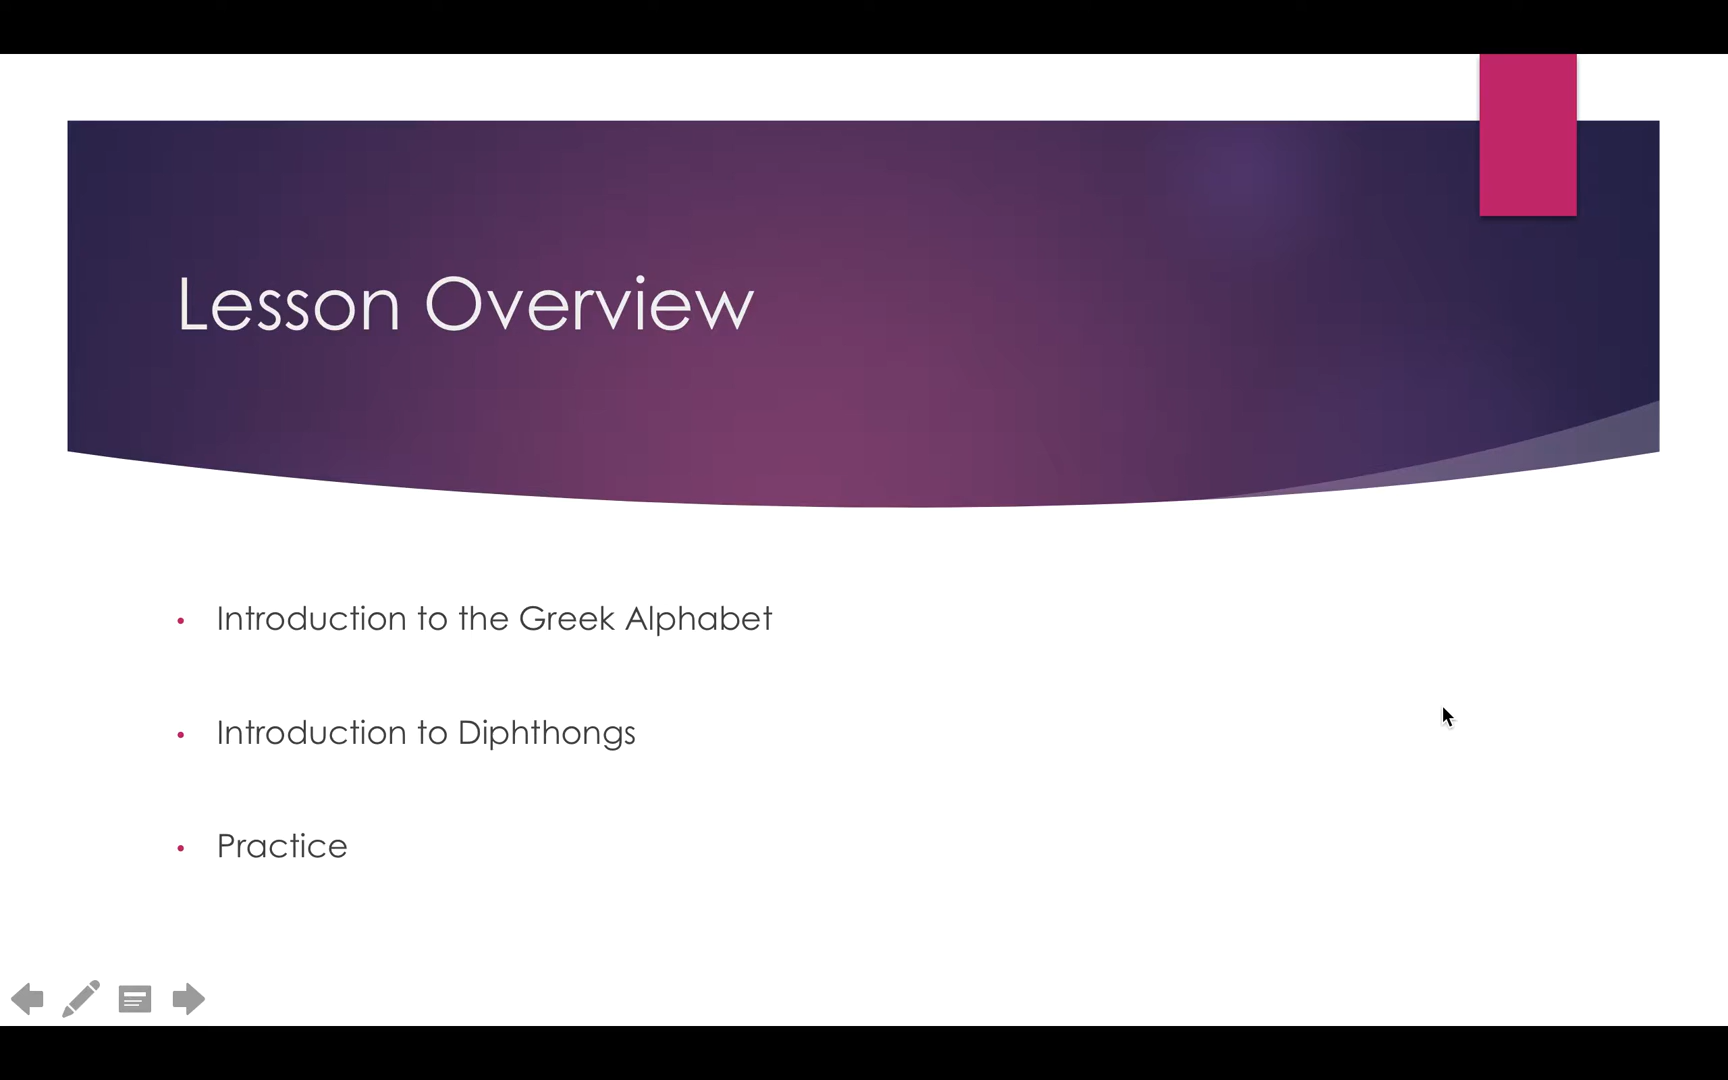 Lesson Overview
Introduction to the Greek Alphabet
Introduction to Diphthongs
Practice